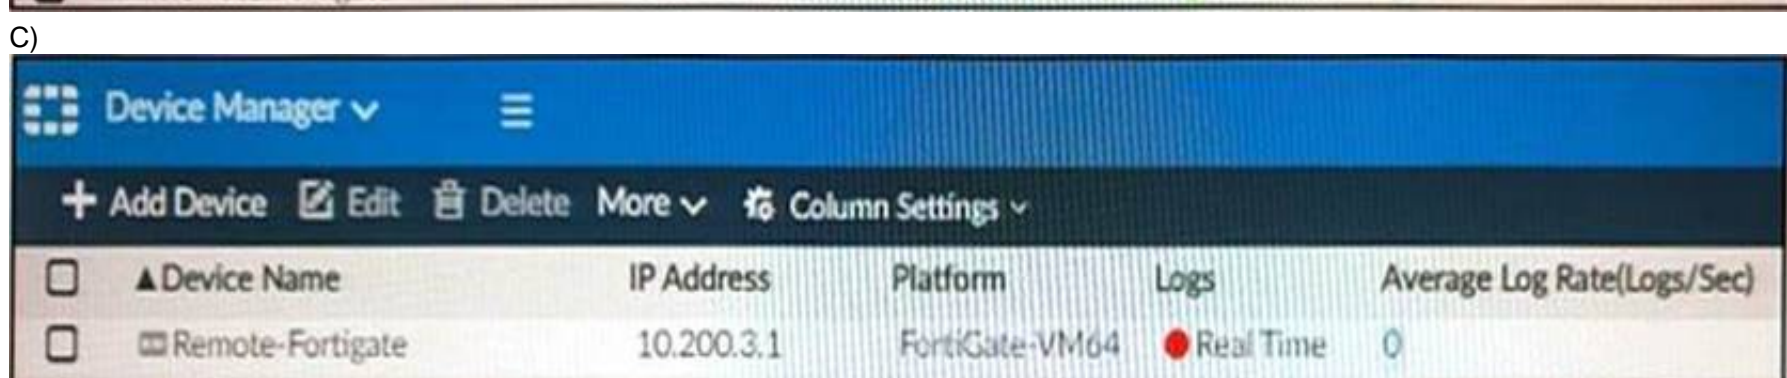 C)
Device Manager
Add Device Edit Delete More Column Settings
▲Device Name IP Address Platform Logs Average Log Rate(Logs/Sec)
Remote-Fortigate 10.200.3.1 FortiGate-VM64 Real Time 0